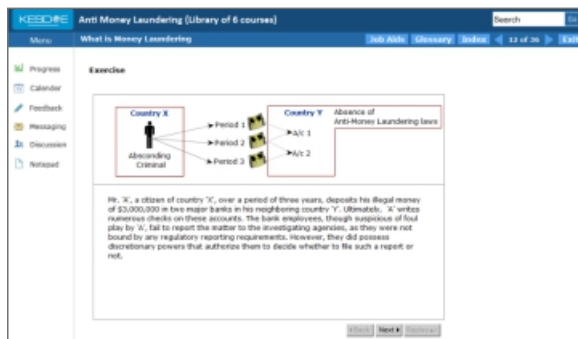 KESDEE Anti Money Laundering (Library of 6 courses) Search
Menu What is Money Laundering Job Aids Glossary Index 12 of 36 Exit
Progress
Calender
Feedback
Messaging
Discussion
Notepad
Exercise
Country X
Absconding
Criminal
Period 1
Period 2
Period 3
Country Y
A/c 1
A/c 2
Absence of
Anti-Money Laundering laws
Mr. 'A', a citizen of country 'X', over a period of three years, deposits his illegal money
of $3,000,000 in two major banks in his neighboring country 'Y'. Ultimately, 'A' writes
numerous checks on these accounts. The bank employees, though suspicious of foul
play by 'A', fail to report the matter to the investigating agencies, as they were not
bound by any regulatory reporting requirements. However, they did possess
discretionary powers that authorize them to decide whether to file such a report or
not.
Back Next Replay